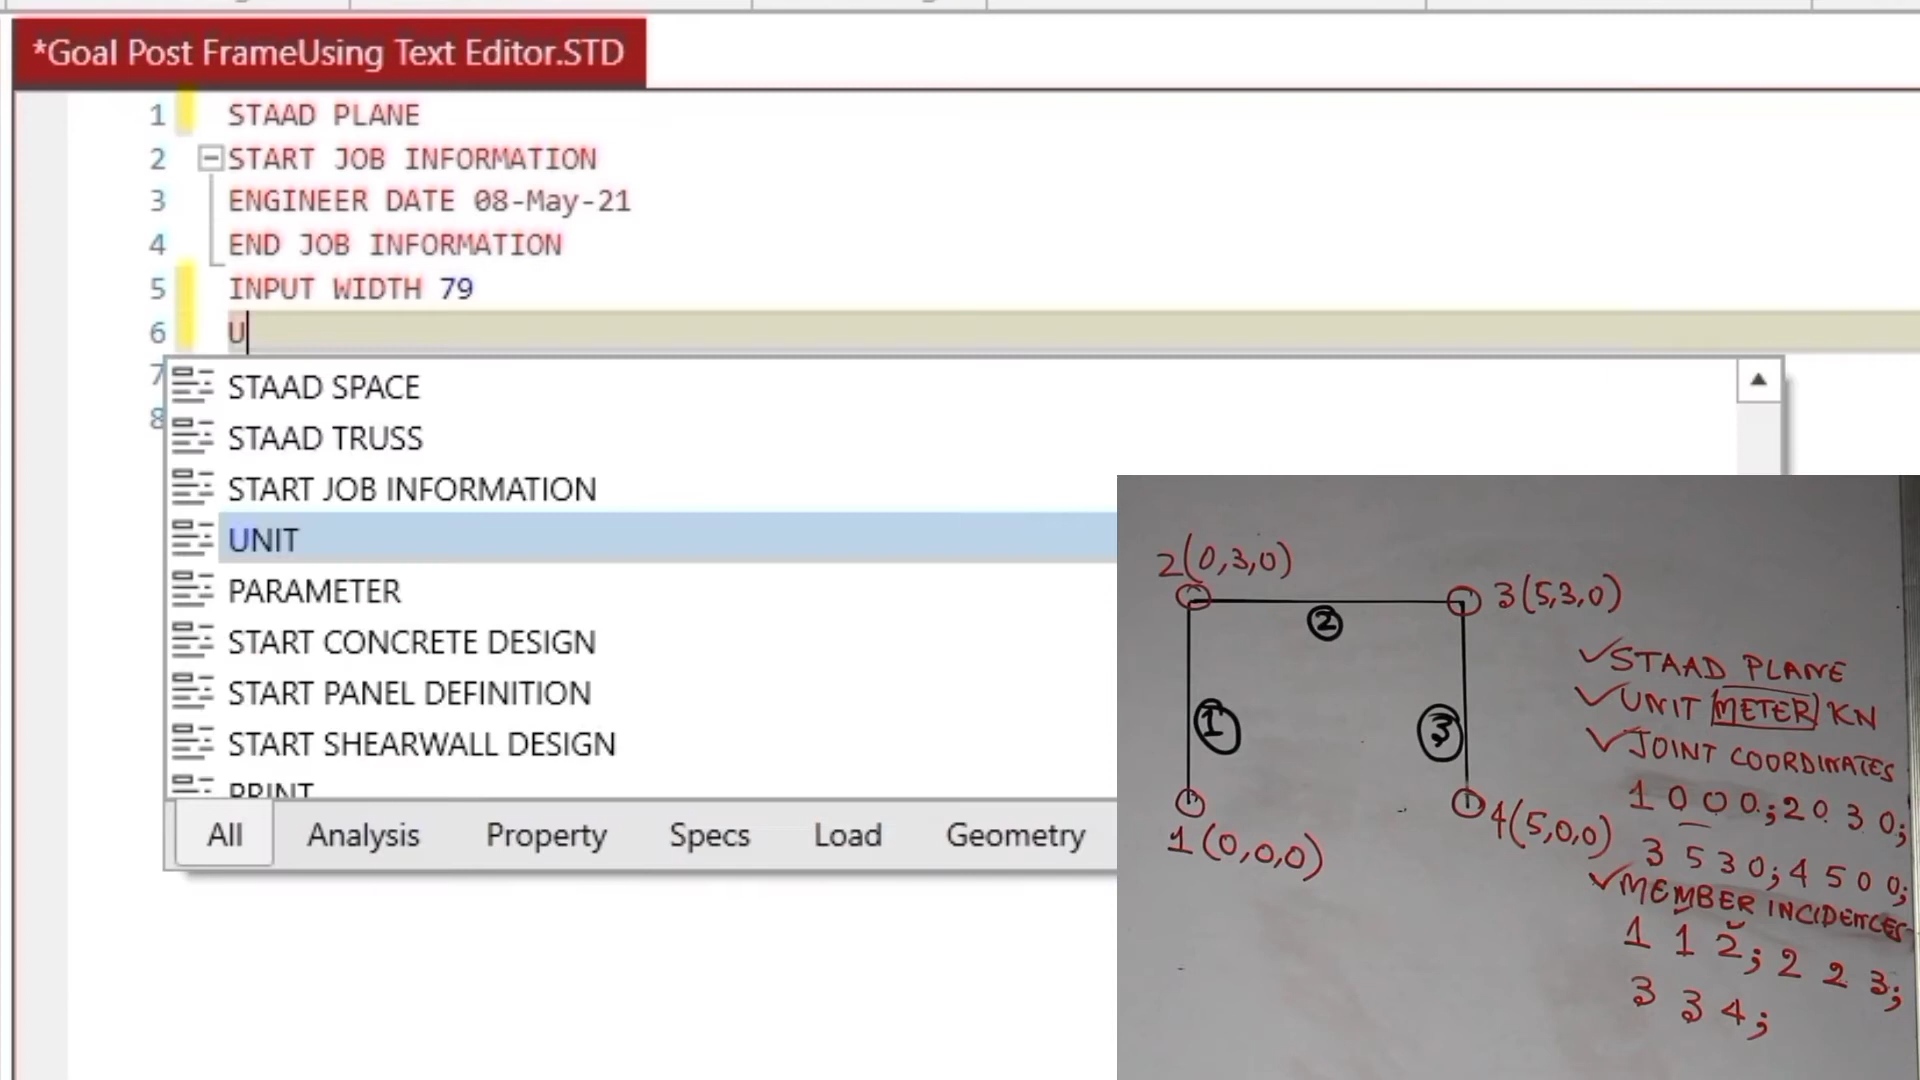 *Goal Post FrameUsing Text Editor.STD
1 STAAD PLANE
2 START JOB INFORMATION
3 ENGINEER DATE 08-May-21
4 END JOB INFORMATION
5 INPUT WIDTH 79
6 U
7
8
STAAD SPACE
STAAD TRUSS
START JOB INFORMATION
UNIT
PARAMETER
START CONCRETE DESIGN
START PANEL DEFINITION
START SHEARWALL DESIGN
PRINT
All Analysis Property Specs Load Geometry
2(0,3,0)
3(5,3,0)
2
1
3
1(0,0,0)
4(5,0,0)
✓STAAD PLANE
✓UNIT METER KN
✓JOINT COORDINATES
1 0 0 0;2 0 3 0;
3 5 3 0;4 5 0 0;
✓MEMBER INCIDENCES
1 1 2; 2 2 3;
3 3 4;